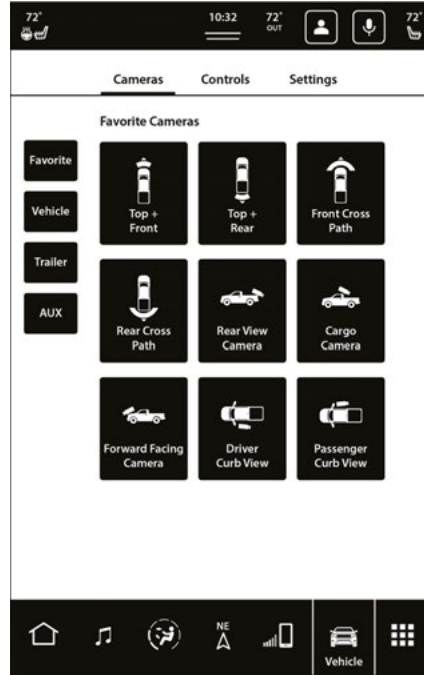 72°
10:32
72°
OUT
72°
Cameras
Controls
Settings
Favorite Cameras
Favorite
Vehicle
Trailer
AUX
Top +
Front
Top +
Rear
Front Cross
Path
Rear Cross
Path
Rear View
Camera
Cargo
Camera
Forward Facing
Camera
Driver
Curb View
Passenger
Curb View
NE
Vehicle